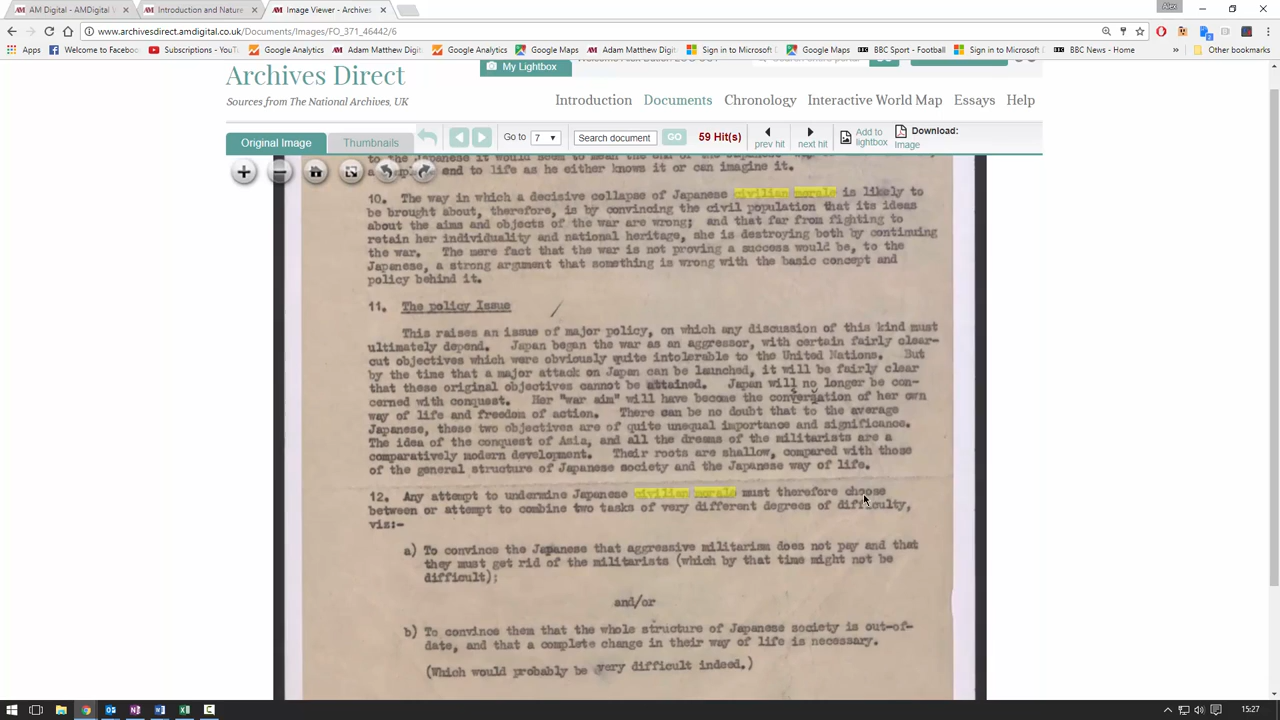 AM Digital - AMDigital W
Introduction and Nature
Image Viewer - Archives
Alex
www.archivesdirect.amdigital.co.uk/Documents/Images/FO_371_46442/6
Apps
Welcome to Facebook
Subscriptions - YouTu
Google Analytics
Adam Matthew Digit
Google Analytics
Google Maps
Adam Matthew Digit
Sign in to Microsoft
Google Maps
BBC Sport - Football
Sign in to Microsoft
BBC News - Home
Other bookmarks
Archives Direct
My Lightbox
Sources from The National Archives, UK
Introduction Documents Chronology Interactive World Map Essays Help
Original Image
Thumbnails
Go to 7
Search document
GO
59 Hit(s)
prev hit
next hit
Add to
lightbox
Download:
Image
to the Japanese it would seem to mean the end of the Japanese
end to life as he either knows it or can imagine it.
10. The way in which a decisive collapse of Japanese civilian morale is likely to
be brought about, therefore, is by convincing the civil population that its ideas
about the aims and objects of the war are wrong; and that far from fighting to
retain her individuality and national heritage, she is destroying both by continuing
the war. The mere fact that the war is not proving a success would be, to the
Japanese, a strong argument that something is wrong with the basic concept and
policy behind it.
11. The policy Issue
This raises an issue of major policy, on which any discussion of this kind must
ultimately depend. Japan began the war as an aggressor, with certain fairly clear-
cut objectives which were obviously quite intolerable to the United Nations. But
by the time that a major attack on Japan can be launched, it will be fairly clear
that these original objectives cannot be attained. Japan will no longer be con-
cerned with conquest. Her "war aim" will have become the conversation of her own
way of life and freedom of action. There can be no doubt that to the average
Japanese, these two objectives are of quite unequal importance and significance.
The idea of the conquest of Asia, and all the dreams of the militarists are a
comparatively modern development. Their roots are shallow, compared with those
of the general structure of Japanese society and the Japanese way of life.
12. Any attempt to undermine Japanese civilian morale must therefore choose
between or attempt to combine two tasks of very different degrees of difficulty,
vis:-
a) To convince the Japanese that aggressive militarism does not pay and that
they must get rid of the militarists (which by that time might not be
difficult);
and/or
b) To convince them that the whole structure of Japanese society is out-of-
date, and that a complete change in their way of life is necessary.
(Which would probably be very difficult indeed.)
15:27